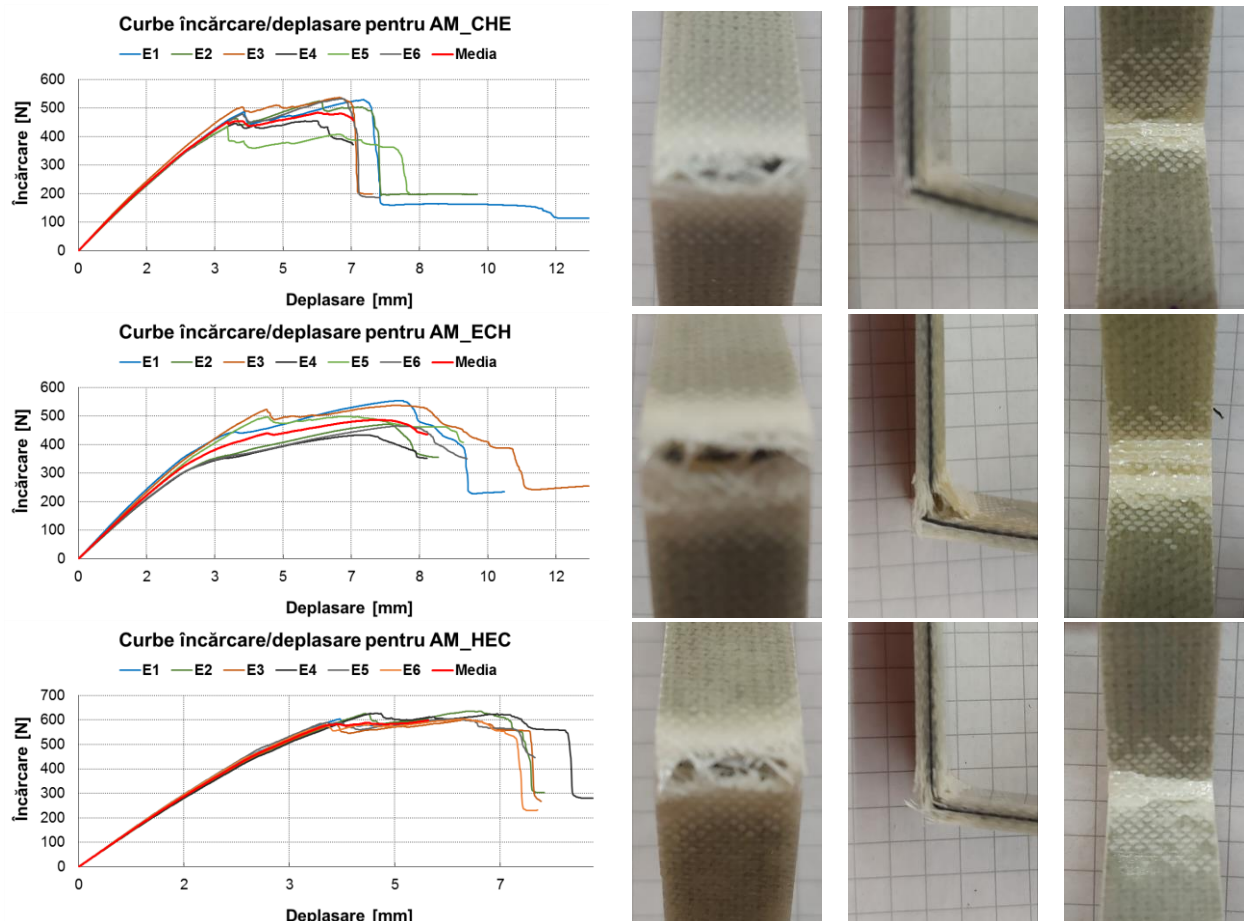 Curbe încărcare/deplasare pentru AM_CHE
E1 E2 E3 E4 E5 E6 Media
600
500
400
300
200
100
0
Încărcare [N]
0 2 3 5 7 8 10 12
Deplasare [mm]
Curbe încărcare/deplasare pentru AM_ECH
E1 E2 E3 E4 E5 E6 Media
600
500
400
300
200
100
0
Încărcare [N]
0 2 3 5 7 8 10 12
Deplasare [mm]
Curbe încărcare/deplasare pentru AM_HEC
E1 E2 E3 E4 E5 E6 Media
700
600
500
400
300
200
100
0
Încărcare [N]
0 2 3 5 7
Deplasare [mm]